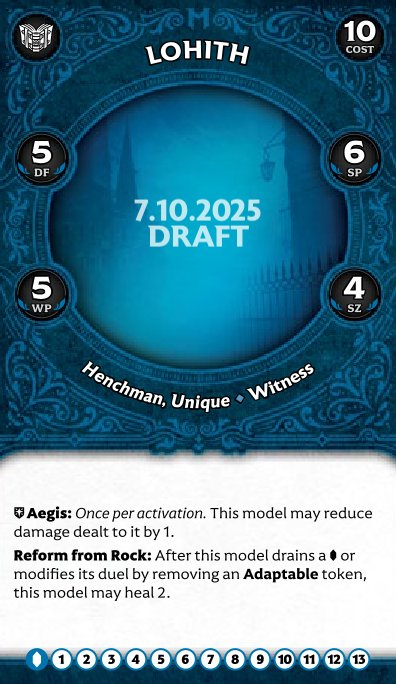 LOHITH
10
COST
5
DF
6
SP
7.10.2025
DRAFT
5
WP
4
SZ
Henchman, Unique ⬥ Witness
Aegis: Once per activation. This model may reduce
damage dealt to it by 1.
Reform from Rock: After this model drains a ⬧ or
modifies its duel by removing an Adaptable token,
this model may heal 2.
1 2 3 4 5 6 7 8 9 10 11 12 13